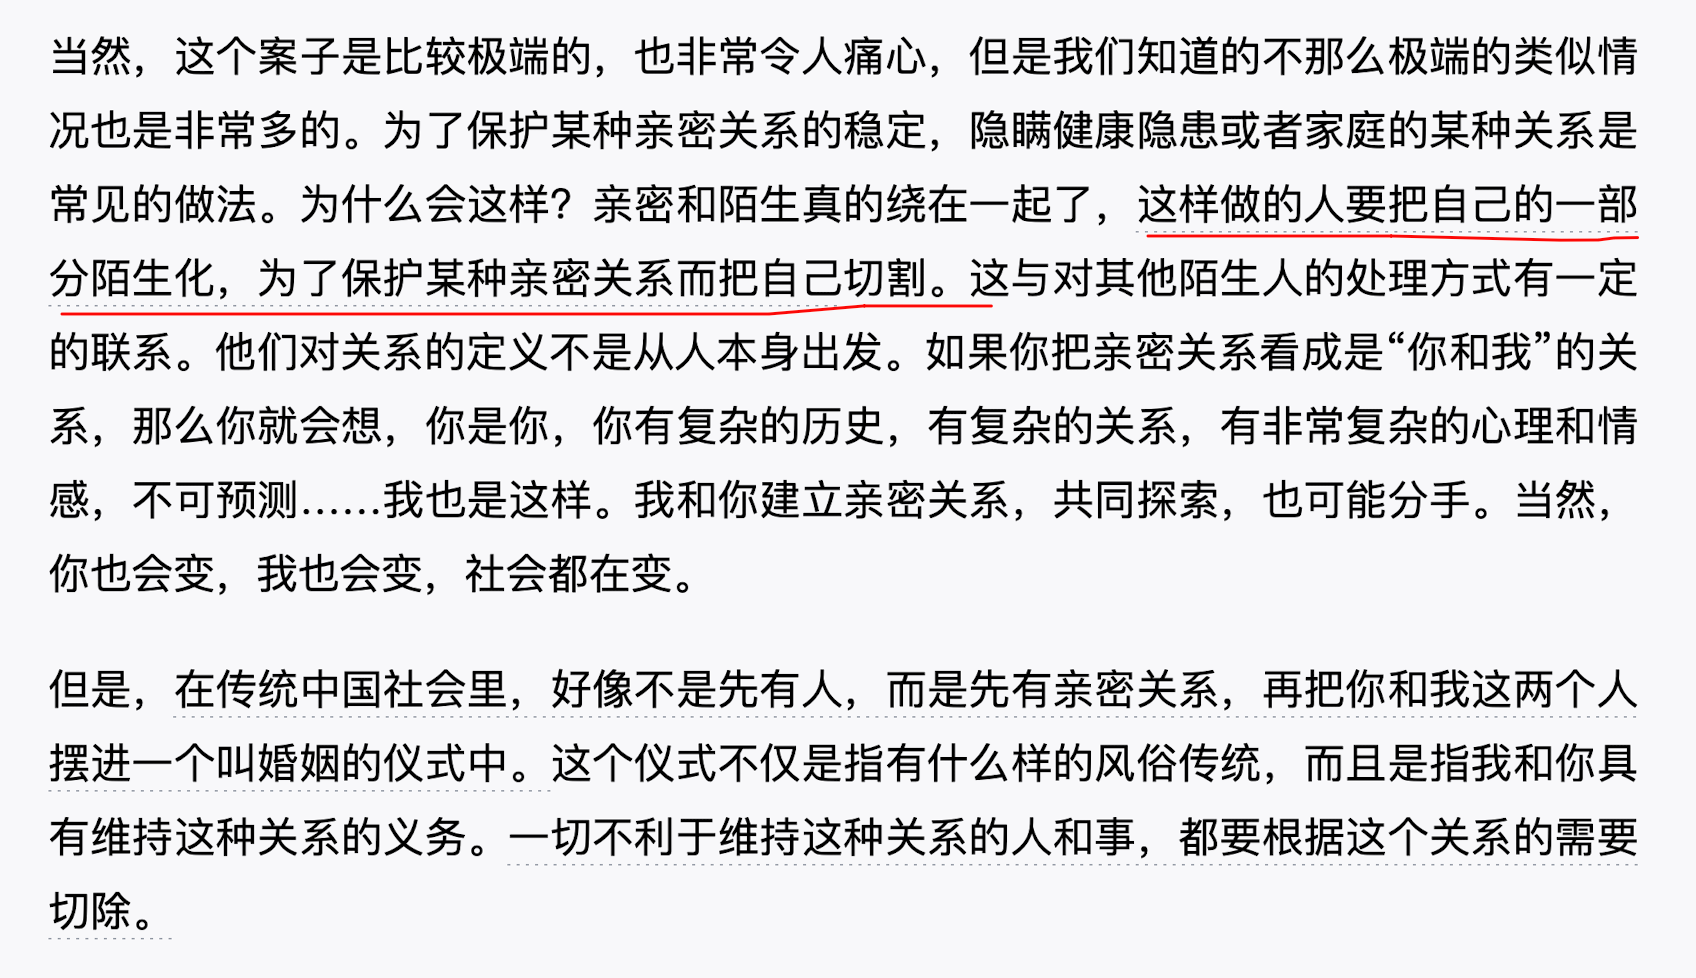 当然，这个案子是比较极端的，也非常令人痛心，但是我们知道的不那么极端的类似情
况也是非常多的。为了保护某种亲密关系的稳定，隐瞒健康隐患或者家庭的某种关系是
常见的做法。为什么会这样？亲密和陌生真的绕在一起了，这样做的人要把自己的一部
分陌生化，为了保护某种亲密关系而把自己切割。这与对其他陌生人的处理方式有一定
的联系。他们对关系的定义不是从人本身出发。如果你把亲密关系看成是“你和我”的关
系，那么你就会想，你是你，你有复杂的历史，有复杂的关系，有非常复杂的心理和情
感，不可预测……我也是这样。我和你建立亲密关系，共同探索，也可能分手。当然，
你也会变，我也会变，社会都在变。
但是，在传统中国社会里，好像不是先有人，而是先有亲密关系，再把你和我这两个人
摆进一个叫婚姻的仪式中。这个仪式不仅是指有什么样的风俗传统，而且是指我和你具
有维持这种关系的义务。一切不利于维持这种关系的人和事，都要根据这个关系的需要
切除。